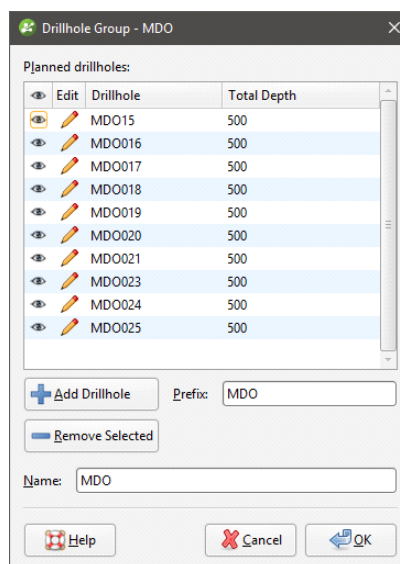 Drillhole Group - MDO
Planned drillholes:
Edit Drillhole Total Depth
MDO15 500
MDO016 500
MDO017 500
MDO018 500
MDO019 500
MDO020 500
MDO021 500
MDO023 500
MDO024 500
MDO025 500
Add Drillhole Prefix: MDO
Remove Selected
Name: MDO
Help Cancel OK